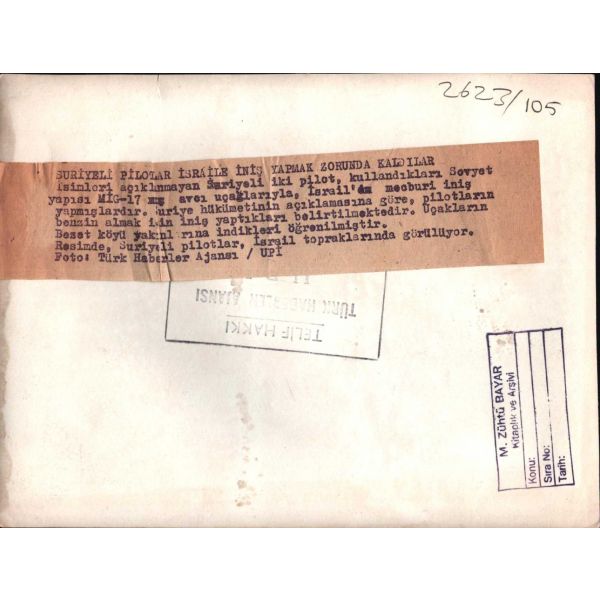 2623/105
SURİYELİ PİLOTLAR İSRAİLE İNİŞ YAPMAK ZORUNDA KALDILAR
İsimleri açıklanmayan Suriyeli iki pilot, kullandıkları Sovyet
yapısı MİG-17 avcı uçaklarıyla, İsrail'de mecburi iniş
yapmışlardır. Suriye hükümetinin açıklamasına göre, pilotların
benzin almak için iniş yaptıkları belirtilmektedir. Uçakların
Bezet köyü yakınlarına indikleri öğrenilmiştir.
Resimde, Suriyeli pilotlar, İsrail topraklarında görülüyor.
Foto: Türk Haberler Ajansı / UPİ
TELİF HAKKI
TÜRK HABERLER AJANSI
M. Zühtü BAYAR
Kitaplık ve Arşivi
Konu:
Sıra No:
Tarih: